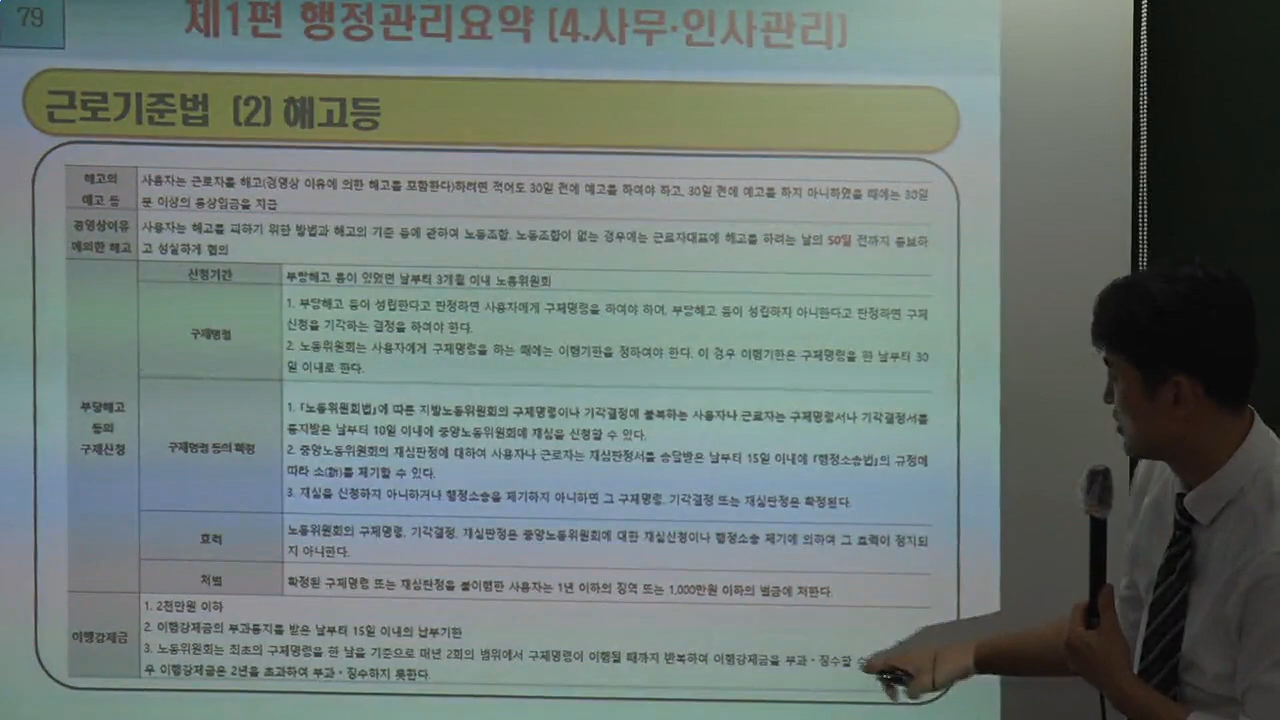 79
제1편 행정관리요약 [4.사무·인사관리]
근로기준법 [2] 해고등
해고의
예고 등
사용자는 근로자를 해고(경영상 이유에 의한 해고를 포함한다)하려면 적어도 30일 전에 예고를 하여야 하고, 30일 전에 예고를 하지 아니하였을 때에는 30일
분 이상의 통상임금을 지급
경영상이유
에의한 해고
사용자는 해고를 피하기 위한 방법과 해고의 기준 등에 관하여 노동조합, 노동조합이 없는 경우에는 근로자대표에 해고를 하려는 날의 50일 전까지 통보하
고 성실하게 협의
부당해고
등의
구제신청
신청기간
부당해고 등이 있었던 날부터 3개월 이내 노동위원회
구제명령
1. 부당해고 등이 성립한다고 판정하면 사용자에게 구제명령을 하여야 하며, 부당해고 등이 성립하지 아니한다고 판정하면 구제
신청을 기각하는 결정을 하여야 한다.
2. 노동위원회는 사용자에게 구제명령을 하는 때에는 이행기한을 정하여야 한다. 이 경우 이행기한은 구제명령을 한 날부터 30
일 이내로 한다.
구제명령 등의 확정
1. 「노동위원회법」에 따른 지방노동위원회의 구제명령이나 기각결정에 불복하는 사용자나 근로자는 구제명령서나 기각결정서를
통지받은 날부터 10일 이내에 중앙노동위원회에 재심을 신청할 수 있다.
2. 중앙노동위원회의 재심판정에 대하여 사용자나 근로자는 재심판정서를 송달받은 날부터 15일 이내에 「행정소송법」의 규정에
따라 소(訴)를 제기할 수 있다.
3. 재심을 신청하지 아니하거나 행정소송을 제기하지 아니하면 그 구제명령, 기각결정 또는 재심판정은 확정된다.
효력
노동위원회의 구제명령, 기각결정, 재심판정은 중앙노동위원회에 대한 재심신청이나 행정소송 제기에 의하여 그 효력이 정지되
지 아니한다.
처벌
확정된 구제명령 또는 재심판정을 불이행한 사용자는 1년 이하의 징역 또는 1,000만원 이하의 벌금에 처한다.
이행강제금
1. 2천만원 이하
2. 이행강제금의 부과통지를 받은 날부터 15일 이내의 납부기한
3. 노동위원회는 최초의 구제명령을 한 날을 기준으로 매년 2회의 범위에서 구제명령이 이행될 때까지 반복하여 이행강제금을 부과·징수할
우 이행강제금은 2년을 초과하여 부과·징수하지 못한다.